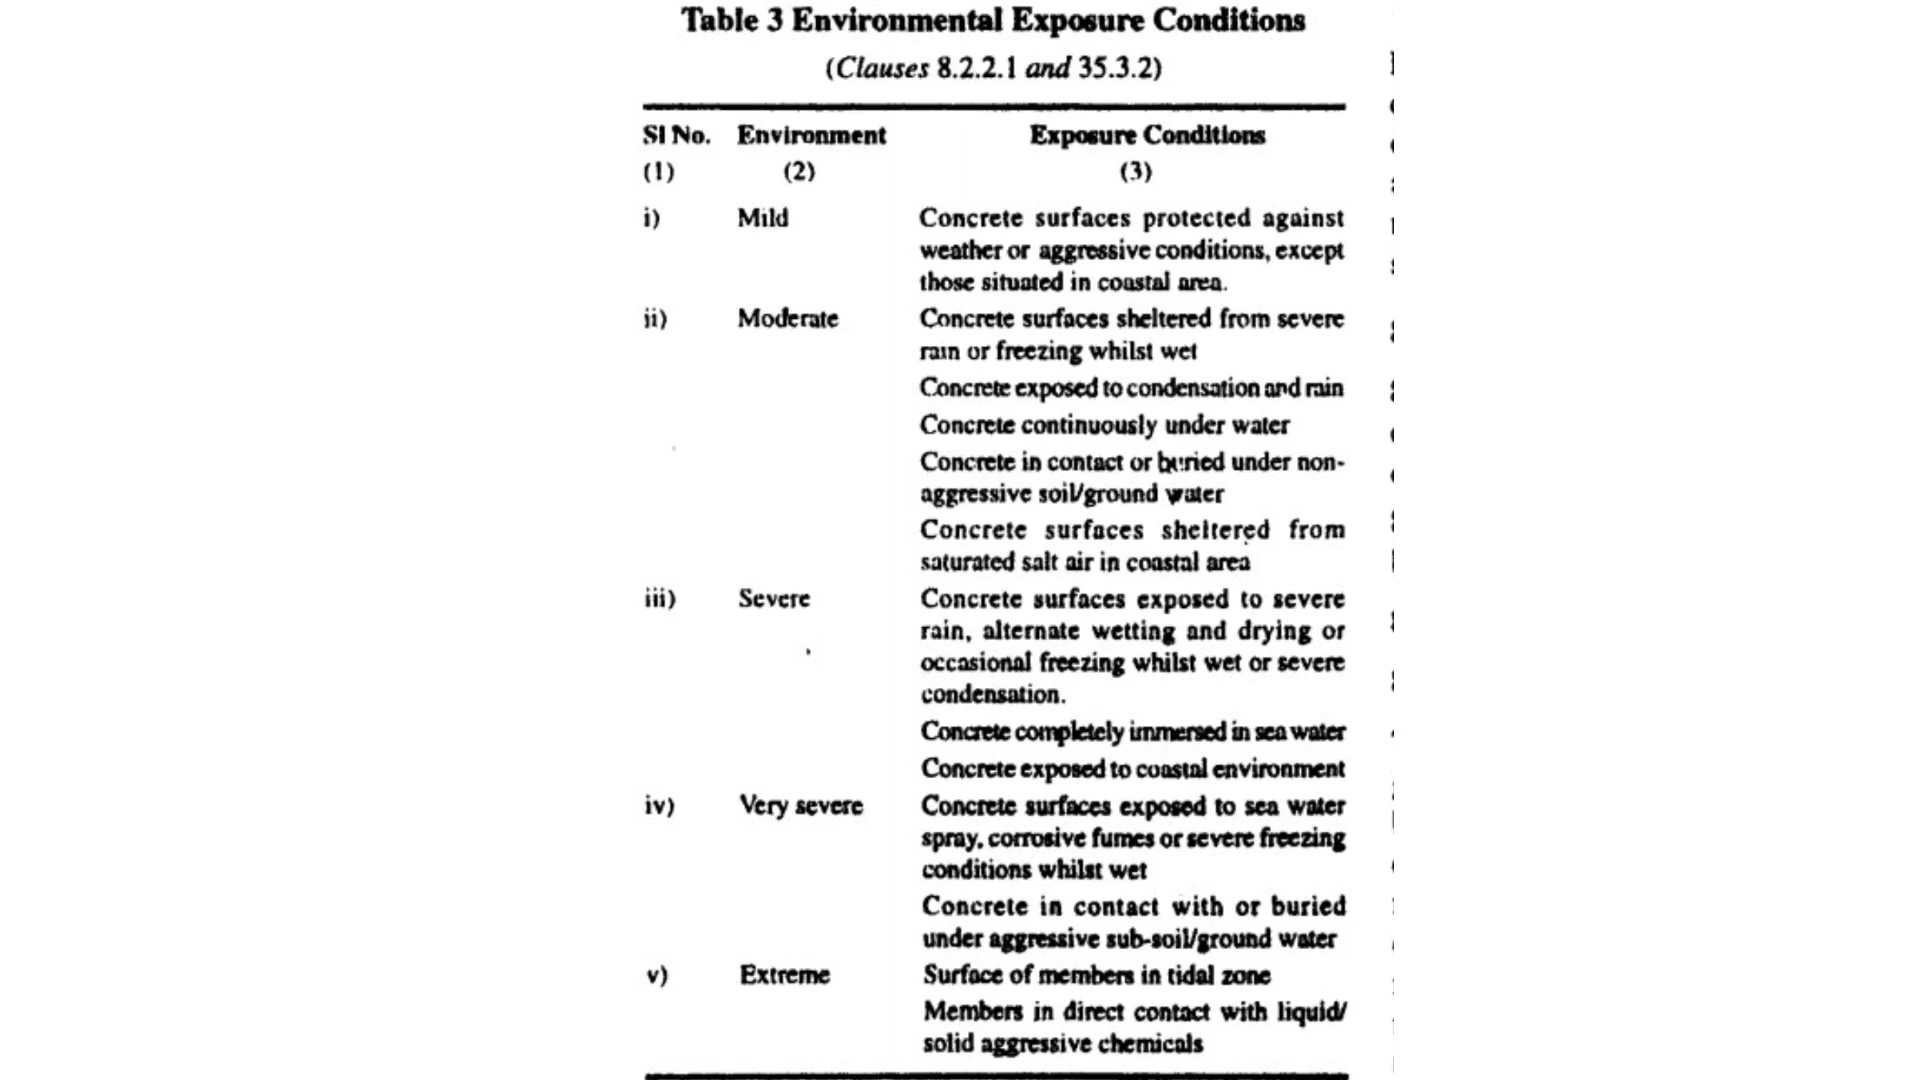 Table 3 Environmental Exposure Conditions
(Clauses 8.2.2.1 and 35.3.2)
Sl No. Environment Exposure Conditions
(1) (2) (3)
i) Mild Concrete surfaces protected against
weather or aggressive conditions, except
those situated in coastal area.
ii) Moderate Concrete surfaces sheltered from severe
rain or freezing whilst wet
Concrete exposed to condensation and rain
Concrete continuously under water
Concrete in contact or buried under non-
aggressive soil/ground water
Concrete surfaces sheltered from
saturated salt air in coastal area
iii) Severe Concrete surfaces exposed to severe
rain, alternate wetting and drying or
occasional freezing whilst wet or severe
condensation.
Concrete completely immersed in sea water
Concrete exposed to coastal environment
iv) Very severe Concrete surfaces exposed to sea water
spray, corrosive fumes or severe freezing
conditions whilst wet
Concrete in contact with or buried
under aggressive sub-soil/ground water
v) Extreme Surface of members in tidal zone
Members in direct contact with liquid/
solid aggressive chemicals